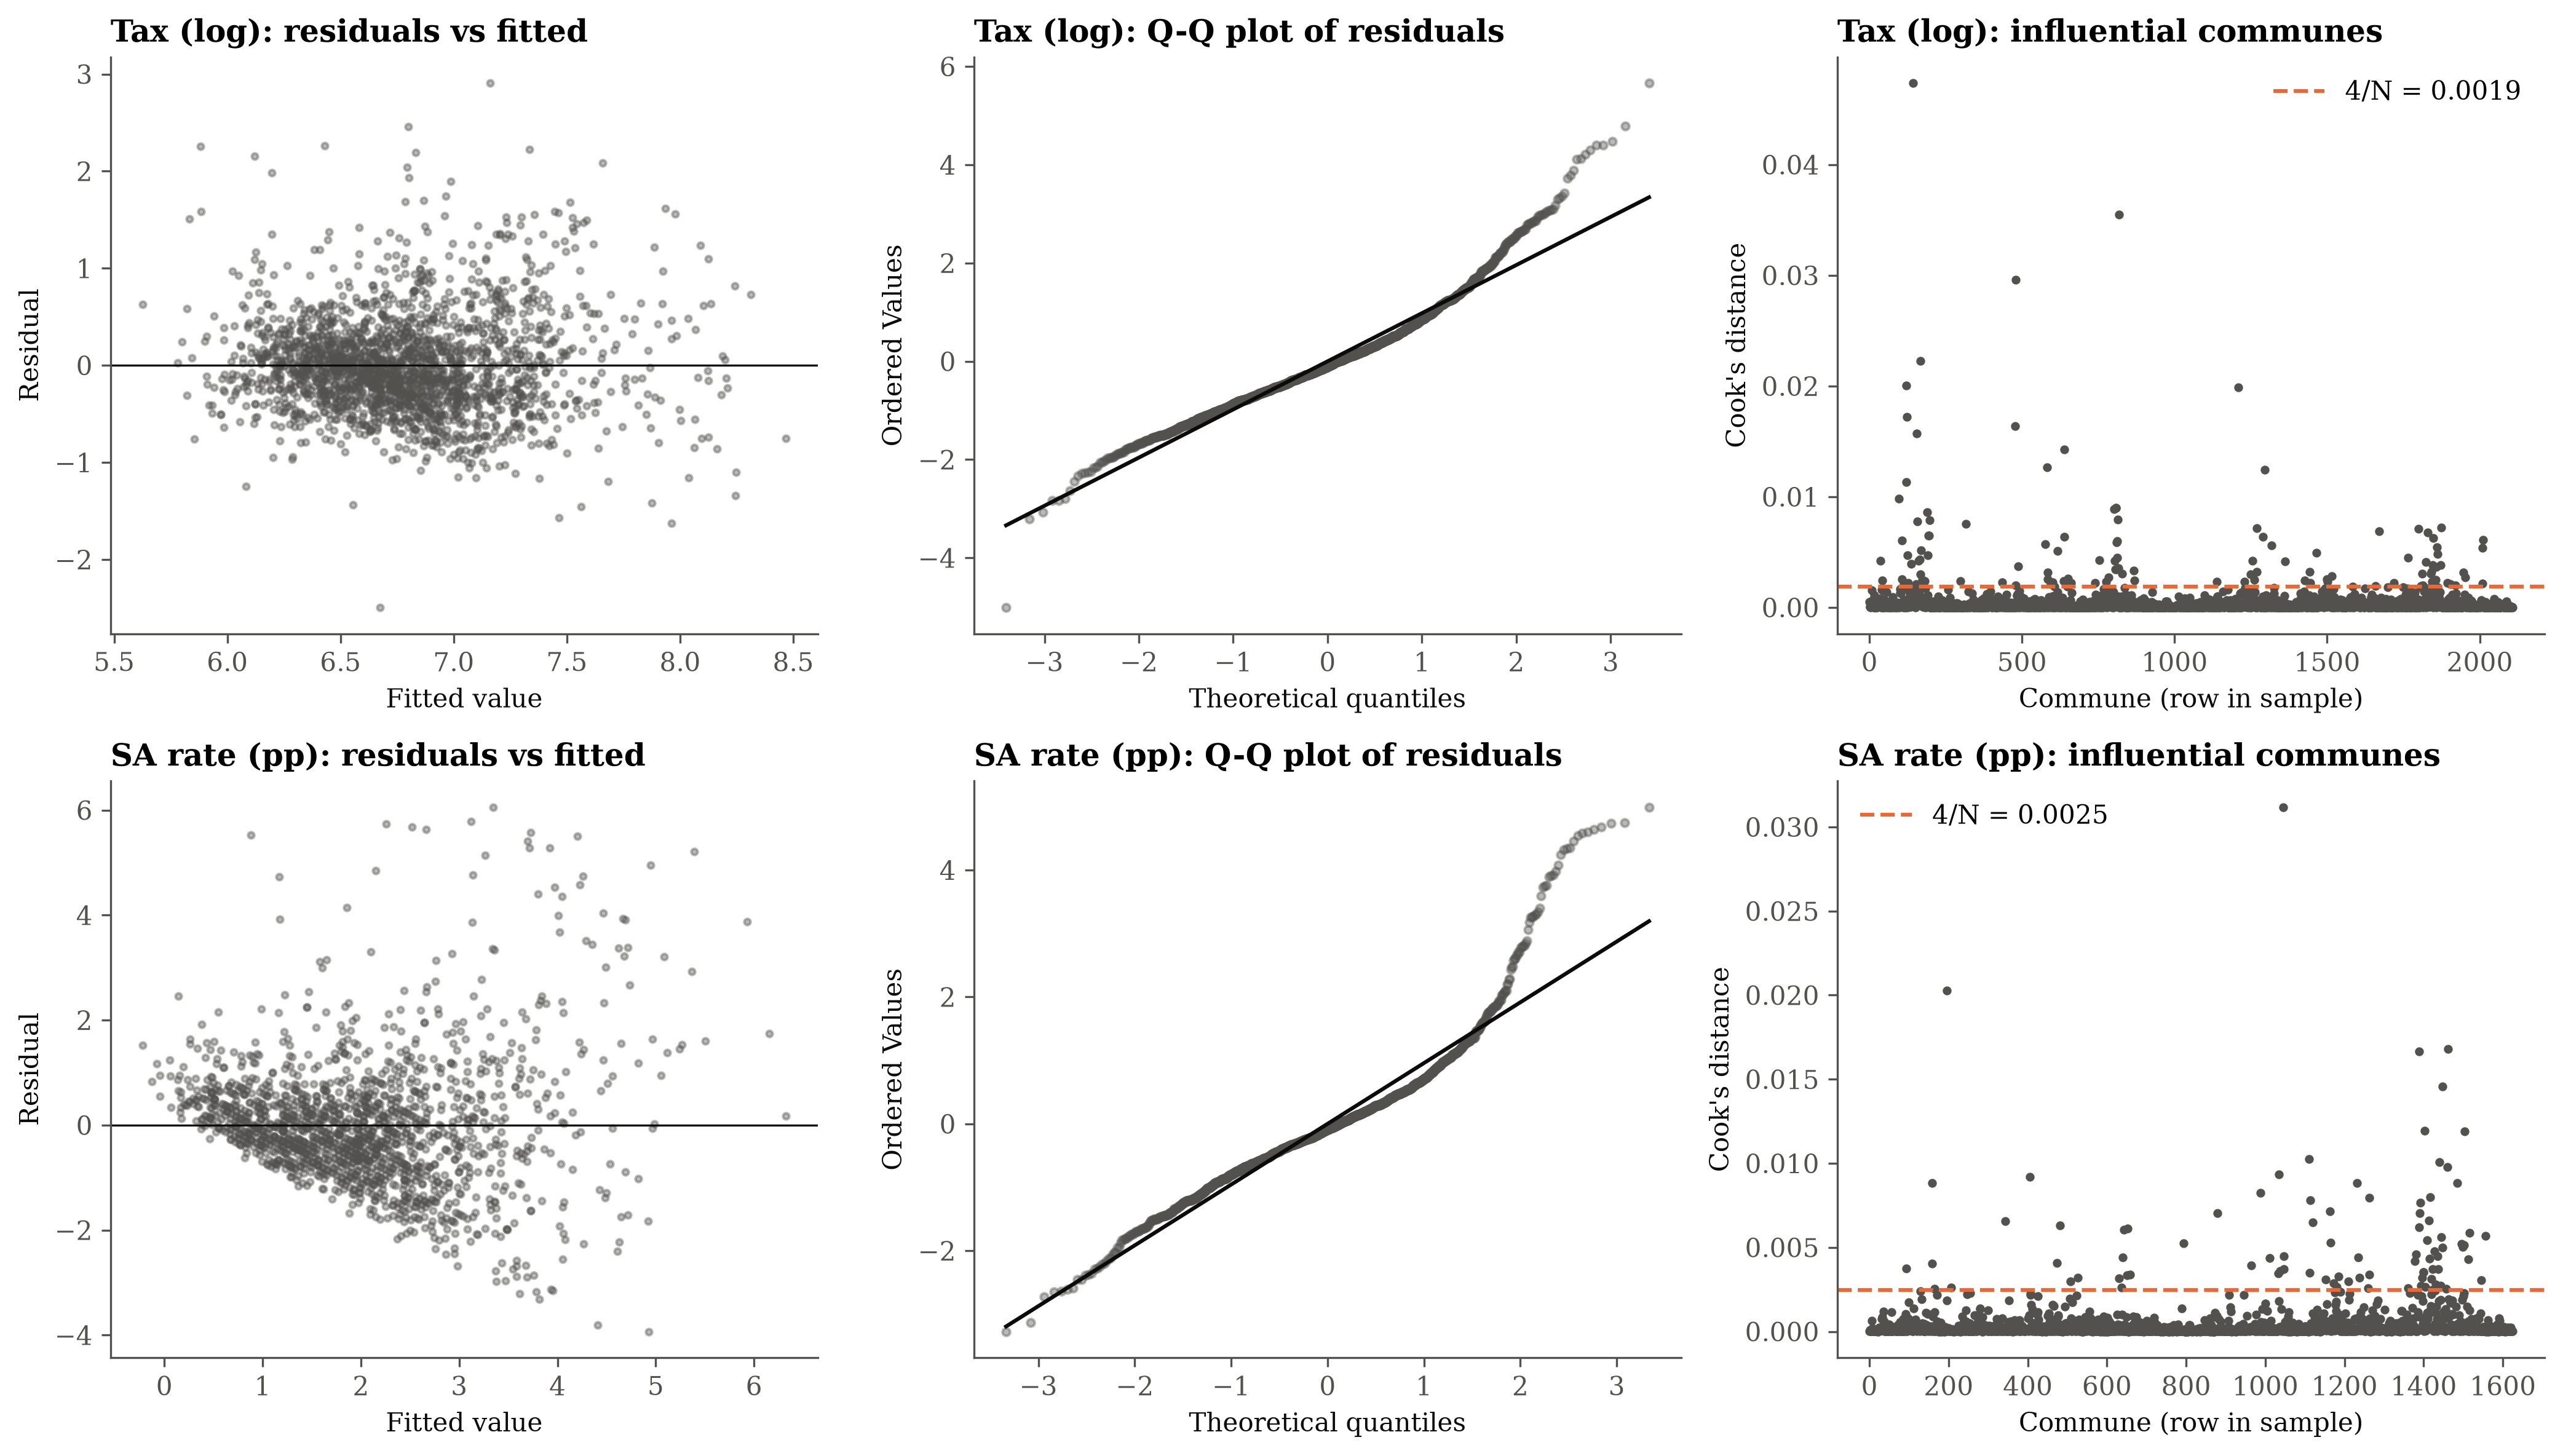 Tax (log): residuals vs fitted
3
2
1
0
−1
−2
5.5 6.0 6.5 7.0 7.5 8.0 8.5
Residual
Fitted value
Tax (log): Q-Q plot of residuals
6
4
2
0
−2
−4
−3 −2 −1 0 1 2 3
Ordered Values
Theoretical quantiles
Tax (log): influential communes
4/N = 0.0019
0.04
0.03
0.02
0.01
0.00
0 500 1000 1500 2000
Cook's distance
Commune (row in sample)
SA rate (pp): residuals vs fitted
6
4
2
0
−2
−4
0 1 2 3 4 5 6
Residual
Fitted value
SA rate (pp): Q-Q plot of residuals
4
2
0
−2
−3 −2 −1 0 1 2 3
Ordered Values
Theoretical quantiles
SA rate (pp): influential communes
4/N = 0.0025
0.030
0.025
0.020
0.015
0.010
0.005
0.000
0 200 400 600 800 1000 1200 1400 1600
Cook's distance
Commune (row in sample)